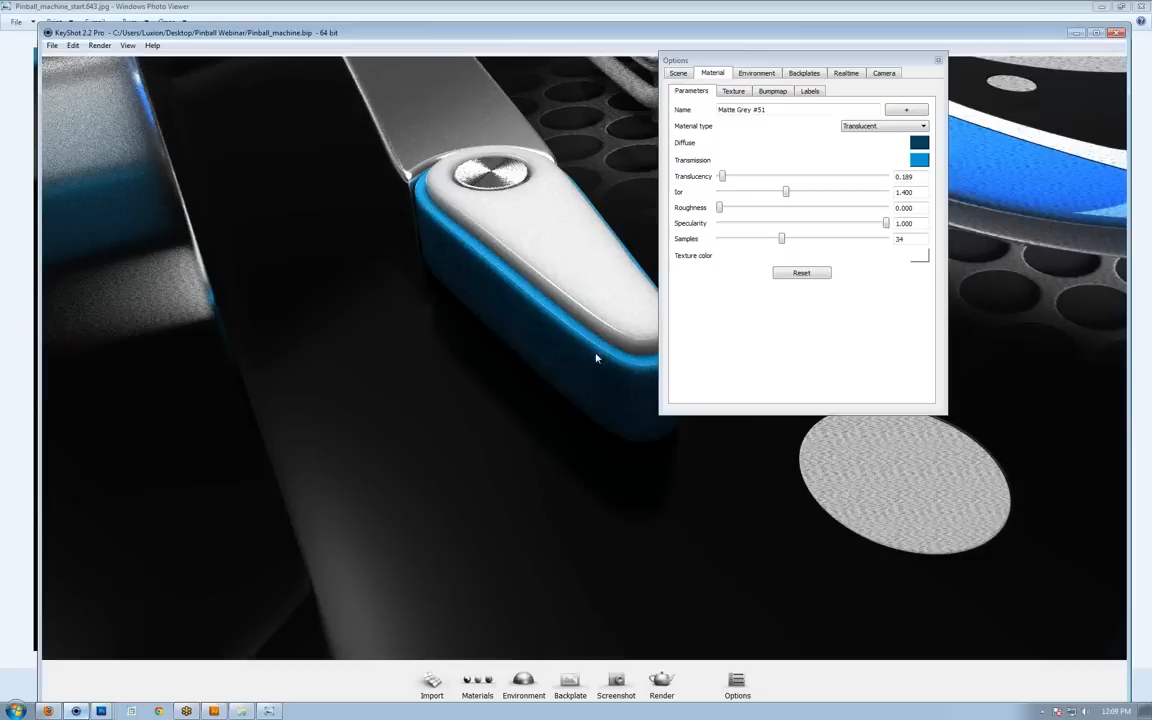 Pinball_machine_start.643.jpg - Windows Photo Viewer
File
KeyShot 2.2 Pro - C:/Users/Luxion/Desktop/Pinball Webinar/Pinball_machine.bip - 64 bit
File Edit Render View Help
Options
Scene Material Environment Backplates Realtime Camera
Parameters Texture Bumpmap Labels
Name Matte Grey #51 +
Material type Translucent
Diffuse
Transmission
Translucency 0.189
Ior 1.400
Roughness 0.000
Specularity 1.000
Samples 34
Texture color
Reset
Import Materials Environment Backplate Screenshot Render Options
12:09 PM